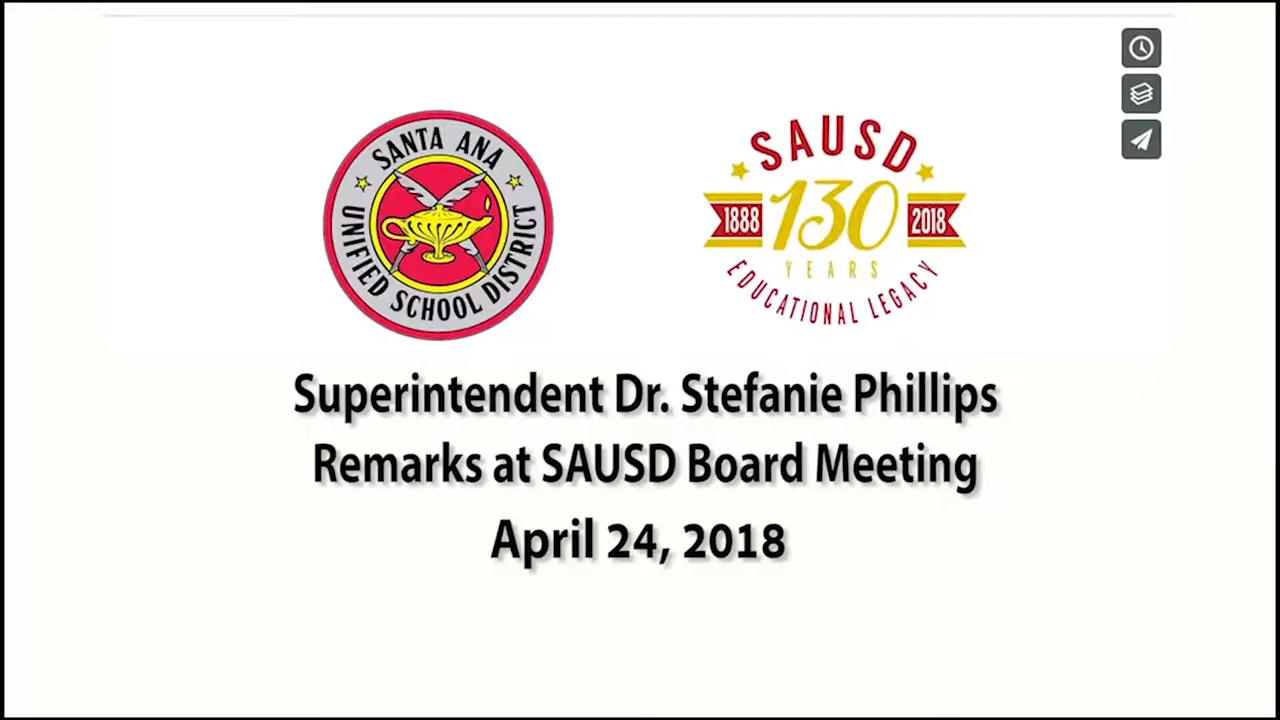 SANTA ANA
UNIFIED SCHOOL DISTRICT
SAUSD
1888 130 2018
YEARS
EDUCATIONAL LEGACY
Superintendent Dr. Stefanie Phillips
Remarks at SAUSD Board Meeting
April 24, 2018